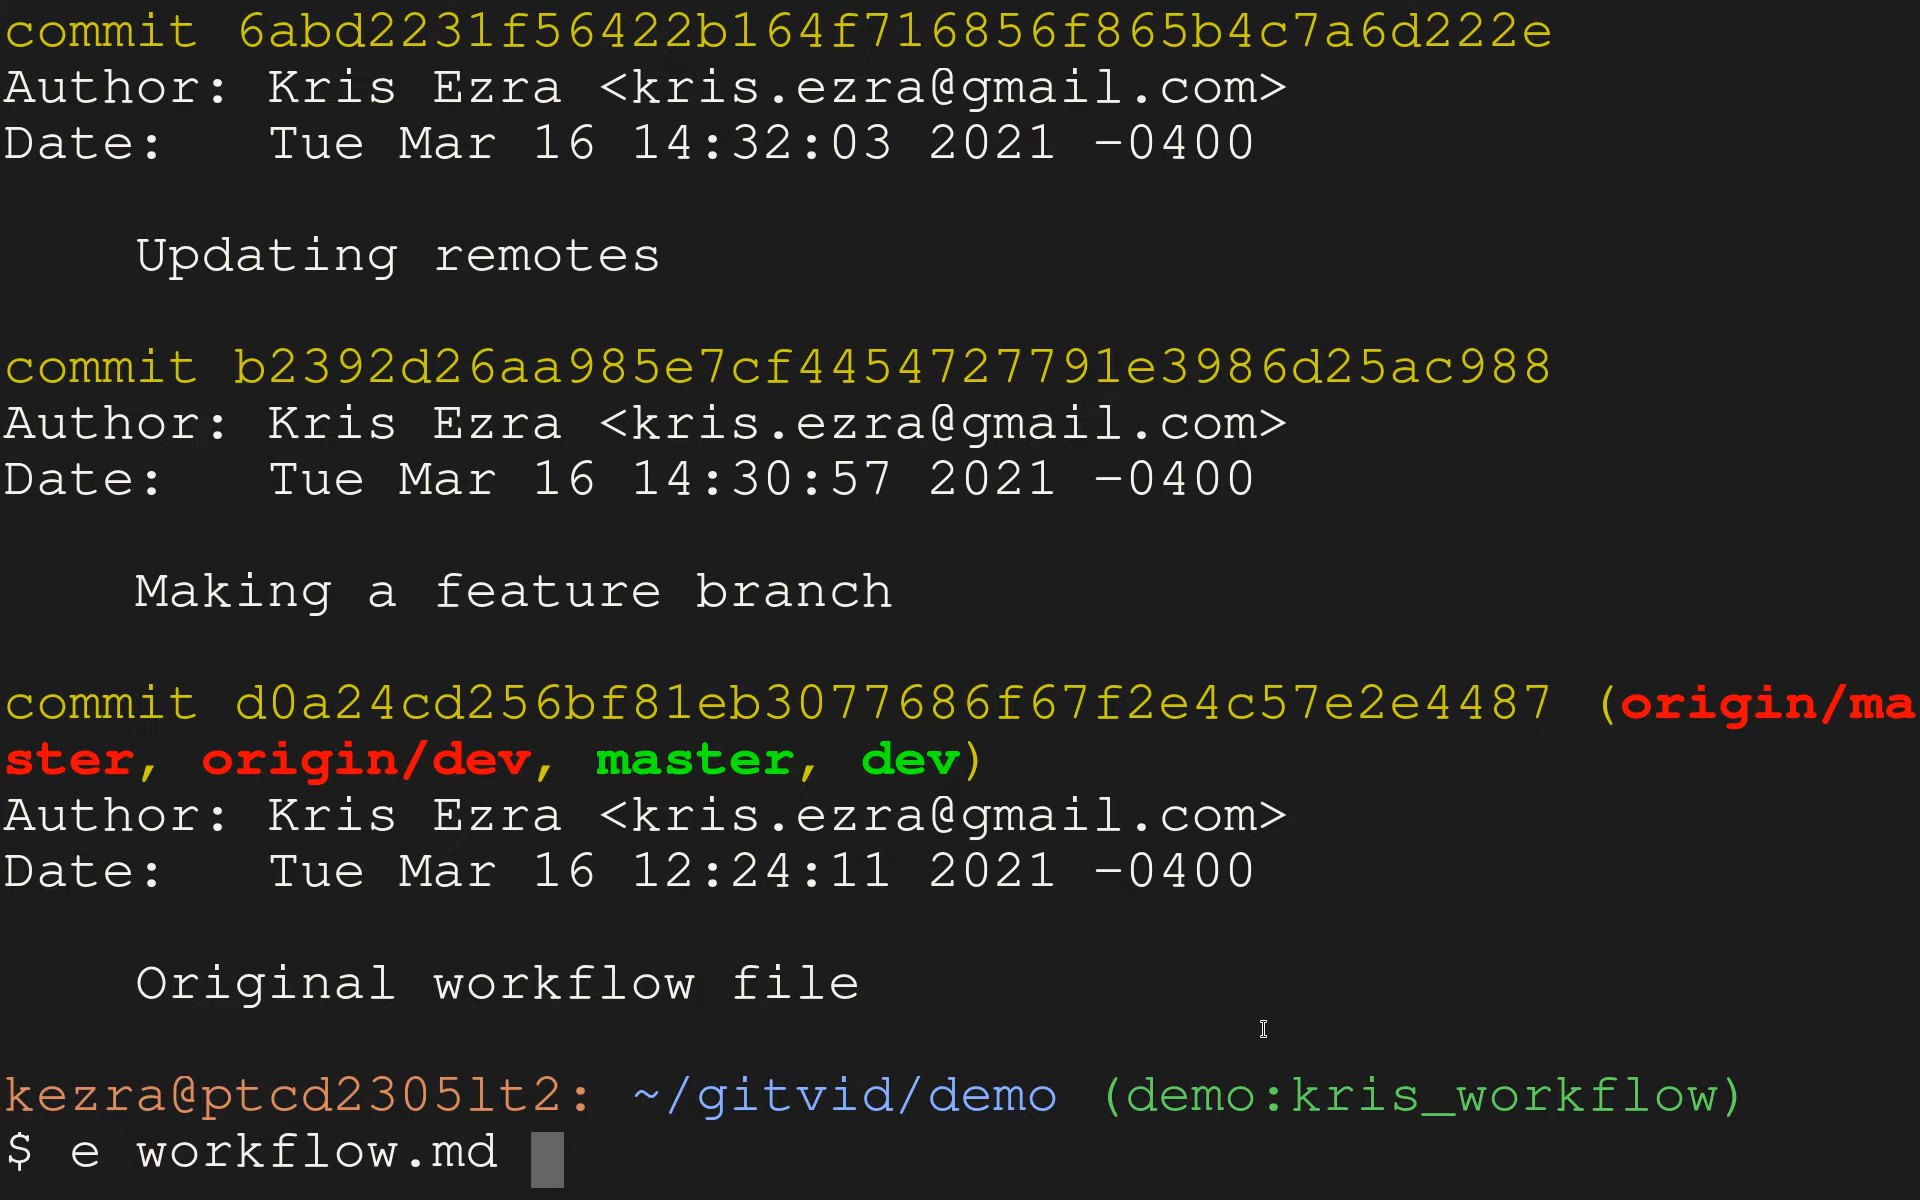 commit 6abd2231f56422b164f716856f865b4c7a6d222e
Author: Kris Ezra <kris.ezra@gmail.com>
Date:   Tue Mar 16 14:32:03 2021 -0400
Updating remotes
commit b2392d26aa985e7cf4454727791e3986d25ac988
Author: Kris Ezra <kris.ezra@gmail.com>
Date:   Tue Mar 16 14:30:57 2021 -0400
Making a feature branch
commit d0a24cd256bf81eb3077686f67f2e4c57e2e4487 (origin/ma
ster, origin/dev, master, dev)
Author: Kris Ezra <kris.ezra@gmail.com>
Date:   Tue Mar 16 12:24:11 2021 -0400
Original workflow file
kezra@ptcd2305lt2: ~/gitvid/demo (demo:kris_workflow)
$ e workflow.md